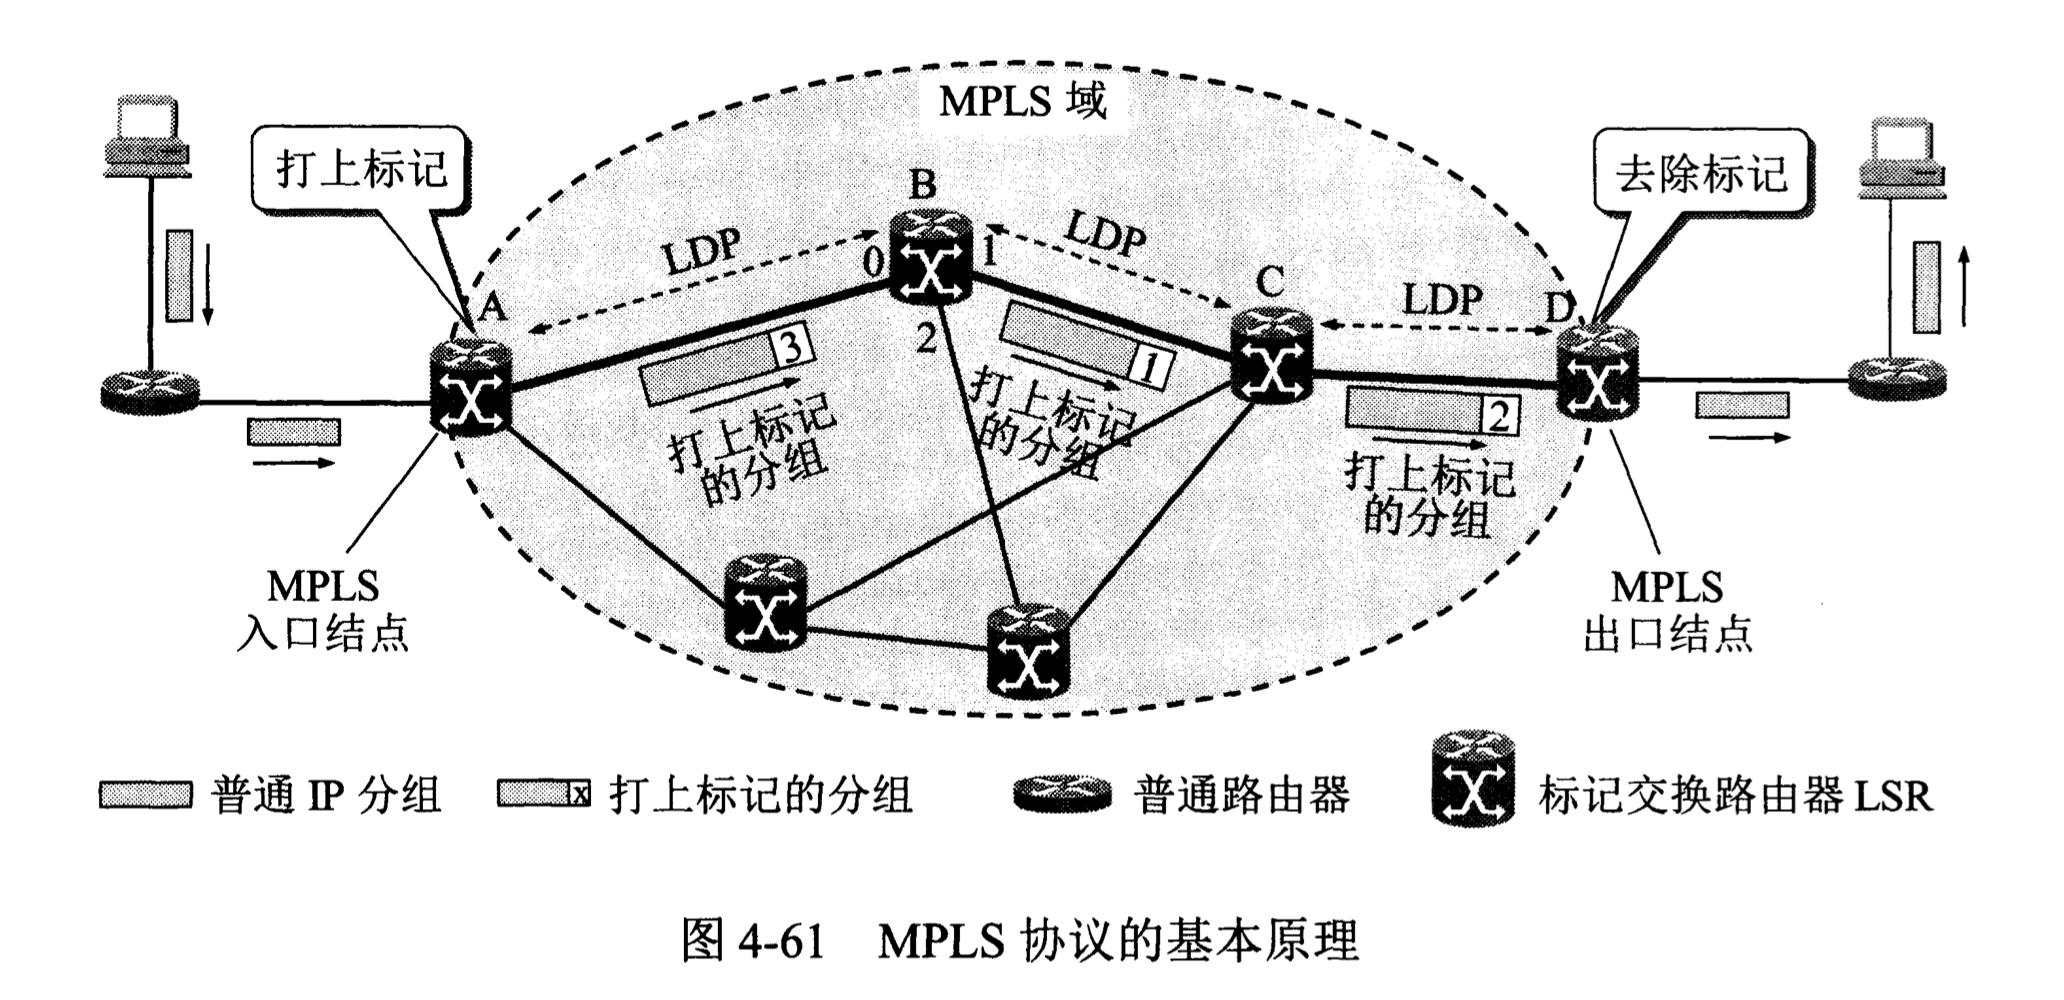 MPLS 域
打上标记
去除标记
B
LDP
0
1
LDP
C
LDP
D
A
2
3
打上标记
的分组
1
打上标记
的分组
2
打上标记
的分组
MPLS
入口结点
MPLS
出口结点
普通 IP 分组
x
打上标记的分组
普通路由器
标记交换路由器 LSR
图 4-61 MPLS 协议的基本原理